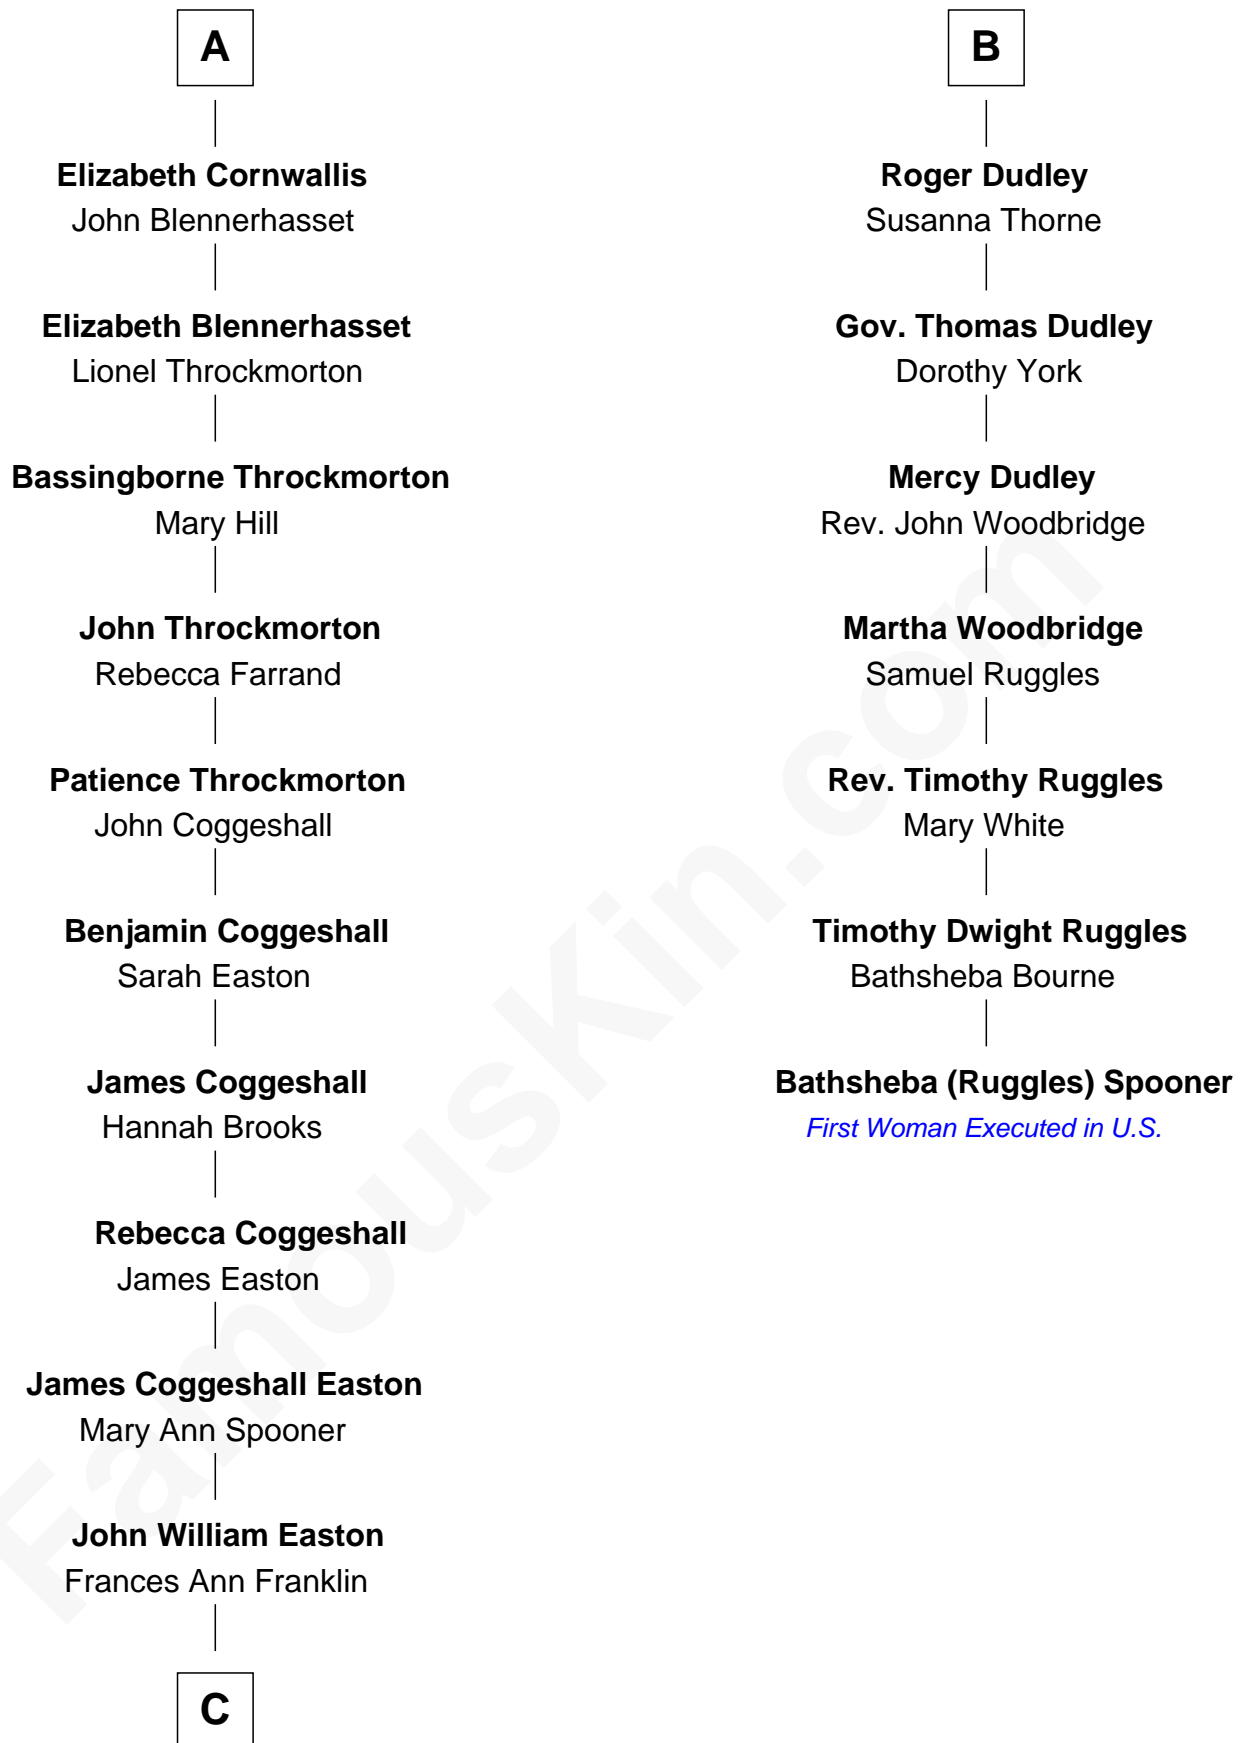 A
Elizabeth Cornwallis
John Blennerhasset
Elizabeth Blennerhasset
Lionel Throckmorton
Bassingborne Throckmorton
Mary Hill
John Throckmorton
Rebecca Farrand
Patience Throckmorton
John Coggeshall
Benjamin Coggeshall
Sarah Easton
James Coggeshall
Hannah Brooks
Rebecca Coggeshall
James Easton
James Coggeshall Easton
Mary Ann Spooner
John William Easton
Frances Ann Franklin
C
B
Roger Dudley
Susanna Thorne
Gov. Thomas Dudley
Dorothy York
Mercy Dudley
Rev. John Woodbridge
Martha Woodbridge
Samuel Ruggles
Rev. Timothy Ruggles
Mary White
Timothy Dwight Ruggles
Bathsheba Bourne
Bathsheba (Ruggles) Spooner
First Woman Executed in U.S.
FamousKin.com